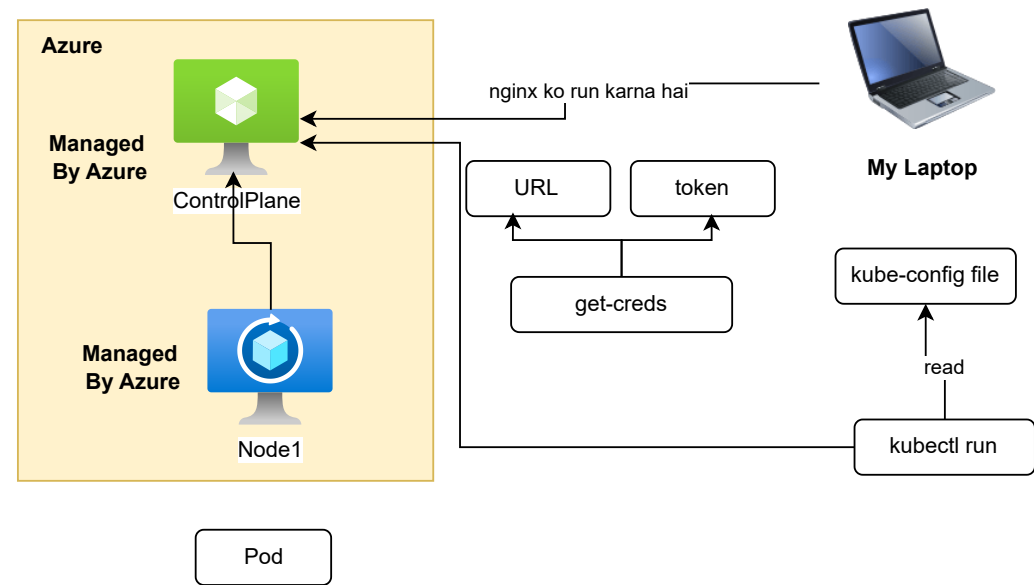 Azure
nginx ko run karna hai
Managed
By Azure
ControlPlane
My Laptop
URL
token
kube-config file
get-creds
Managed
By Azure
read
Node1
kubectl run
Pod